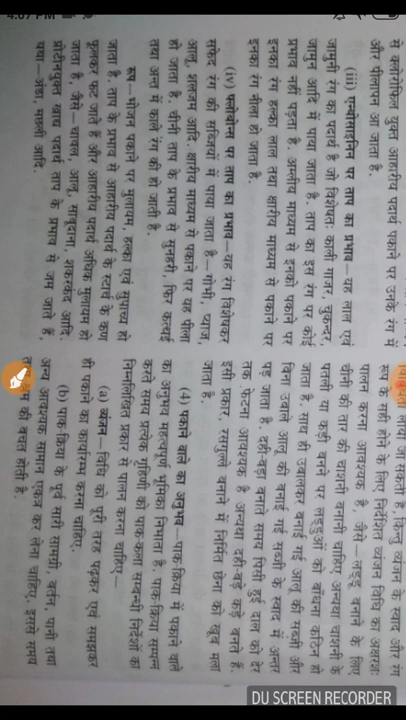 से क्लोरोफिल युक्त आहारीय पदार्थ पकाने पर उनके रंग में
और पीलापन आ जाता है.
(iii) एन्थोसाइनिन पर ताप का प्रभाव—यह लाल एवं
जामुनी रंग का पदार्थ है जो विशेषतः काली गाजर, चुकन्दर,
जामुन आदि में पाया जाता है. ताप का इस रंग पर कोई
प्रभाव नहीं पड़ता है. अम्लीय माध्यम से इनको पकाने पर
इनका रंग हल्का लाल तथा क्षारीय माध्यम से पकाने पर
इनका रंग नीला हो जाता है.
(iv) फ्लेवोन्स पर ताप का प्रभाव—यह रंग विशेषकर
सफेद रंग की सब्जियों में पाया जाता है—गोभी, प्याज,
आलू, शलजम आदि. क्षारीय माध्यम से पकाने पर यह पीला
हो जाता है. चीनी ताप के प्रभाव से सुनहरी, फिर कत्थई
तथा अन्त में काले रंग की हो जाती है.
रूप—भोजन पकाने पर मुलायम, हल्का एवं सुपाच्य हो
जाता है. ताप के प्रभाव से आहारीय पदार्थ के स्टार्च के कण
फूलकर फट जाते हैं और आहारीय पदार्थ अधिक मुलायम हो
जाता है, जैसे—चावल, आलू, साबूदाना, शकरकंद आदि.
प्रोटीनयुक्त खाद्य पदार्थ ताप के प्रभाव से जम जाते हैं,
यथा—अंडा, मछली आदि.
लायी जा सकती है, किन्तु व्यंजन के स्वाद और रंग
रूप के सही होने के लिए निर्देशित व्यंजन विधि का अक्षरशः
पालन करना आवश्यक है, जैसे—लड्डू बनाने के लिए
चीनी की तार की चाशनी बनानी चाहिए अन्यथा चाशनी के
पतली या कड़ी बनने पर लड्डुओं को बांधना कठिन हो
जाता है. साथ ही उबालकर बनाई गई आलू की सब्जी और
बिना उबाले आलू की बनाई गई सब्जी के स्वाद में अन्तर
पड़ जाता है. दही-बड़ा बनाते समय पिसी हुई दाल को देर
तक फेंटना आवश्यक है अन्यथा दही-बड़े कड़े बनते हैं.
इसी प्रकार, रसगुल्ले बनाने में निर्मित छेना को खूब मला
जाता है.
(4) पकाने वाले का अनुभव—पाक क्रिया में पकाने वाले
का अनुभव महत्वपूर्ण भूमिका निभाता है. पाक क्रिया सम्पन्न
करते समय प्रत्येक गृहिणी को पाक कला सम्बन्धी निर्देशों का
निम्नलिखित प्रकार से पालन करना चाहिए—
(a) व्यंजन—विधि को पूरी तरह पढ़कर एवं समझकर
ही पकाने का कार्यारम्भ करना चाहिए.
(b) पाक क्रिया के पूर्व सारी सामग्री, बर्तन, पानी तथा
अन्य आवश्यक सामान एकत्र कर लेना चाहिए, इससे समय
की बचत होती है.
DU SCREEN RECORDER